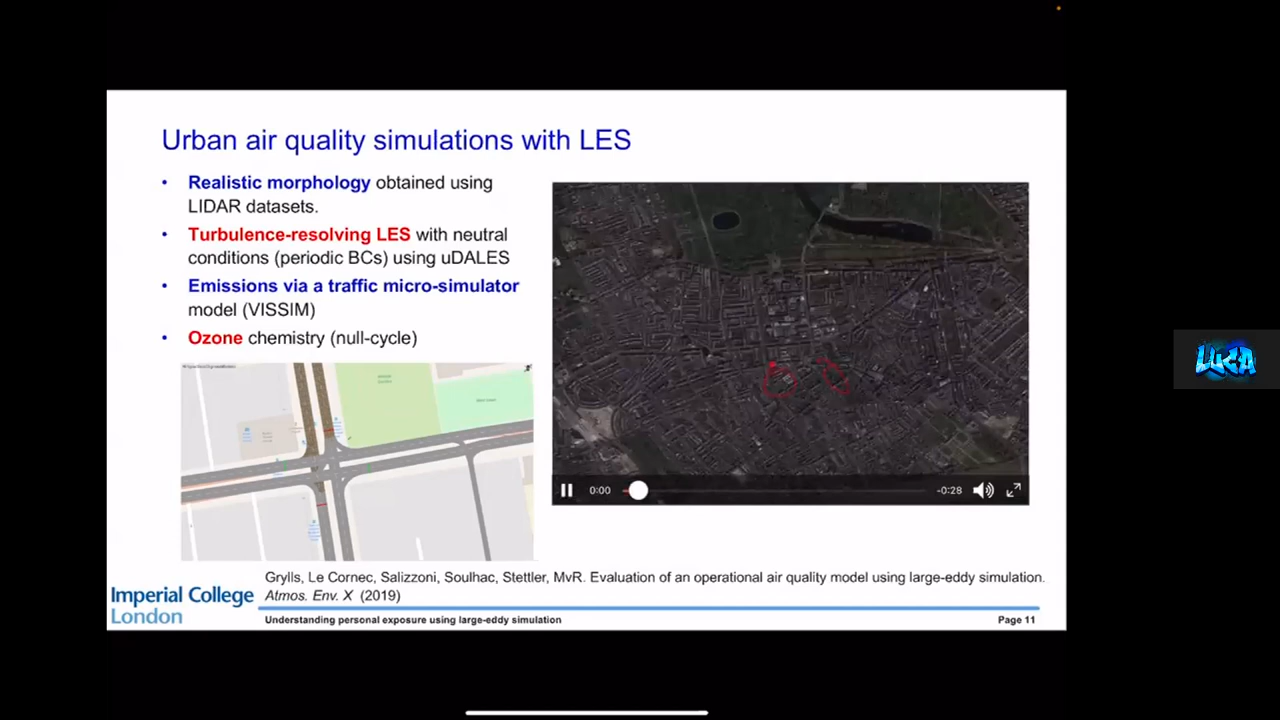 Urban air quality simulations with LES
• Realistic morphology obtained using
LIDAR datasets.
• Turbulence-resolving LES with neutral
conditions (periodic BCs) using uDALES
• Emissions via a traffic micro-simulator
model (VISSIM)
• Ozone chemistry (null-cycle)
0:00
-0:28
LUCA
Grylls, Le Cornec, Salizzoni, Soulhac, Stettler, MvR. Evaluation of an operational air quality model using large-eddy simulation.
Atmos. Env. X (2019)
Imperial College
London
Understanding personal exposure using large-eddy simulation
Page 11